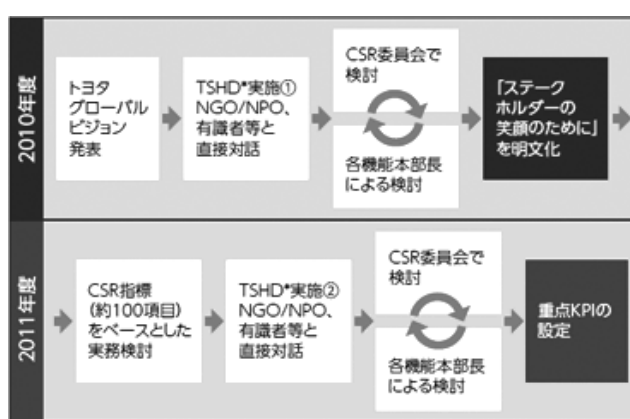 2010年度
トヨタ
グローバル
ビジョン
発表
TSHD*実施①
NGO/NPO、
有識者等と
直接対話
CSR委員会で
検討
各機能本部長
による検討
「ステーク
ホルダーの
笑顔のために」
を明文化
2011年度
CSR指標
(約100項目)
をベースとした
実務検討
TSHD*実施②
NGO/NPO、
有識者等と
直接対話
CSR委員会で
検討
各機能本部長
による検討
重点KPIの
設定